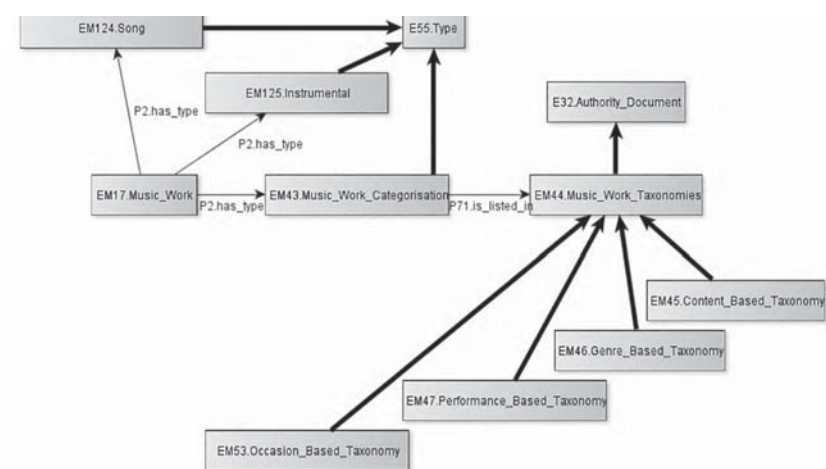 EM124.Song
E55.Type
EM125.Instrumental
E32.Authority_Document
P2.has_type
P2.has_type
EM17.Music_Work
P2.has_type
EM43.Music_Work_Categorisation
P71.is_listed_in
EM44.Music_Work_Taxonomies
EM45.Content_Based_Taxonomy
EM46.Genre_Based_Taxonomy
EM47.Performance_Based_Taxonomy
EM53.Occasion_Based_Taxonomy